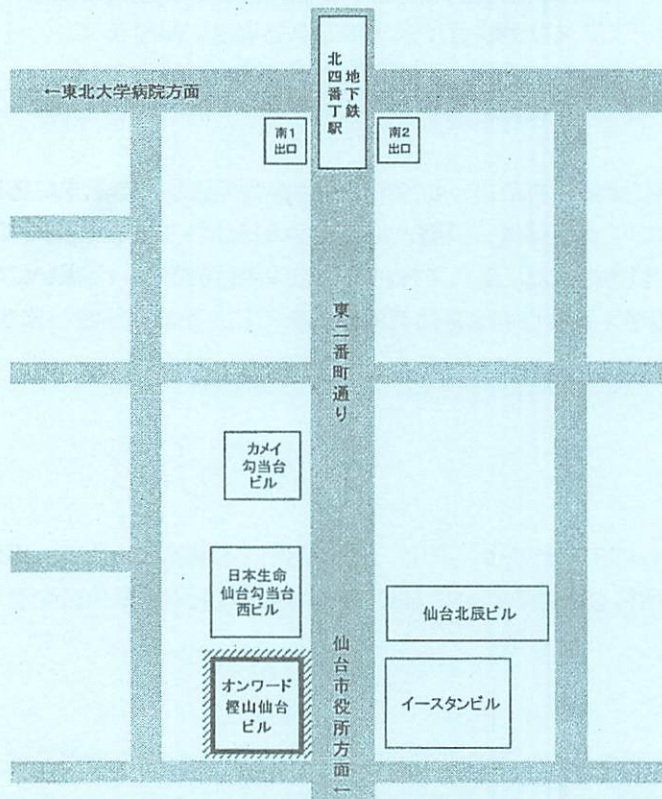 地下鉄
北四番丁駅
←東北大学病院方面
南1
出口
南2
出口
東二番町通り
カメイ
勾当台
ビル
日本生命
仙台勾当台
西ビル
仙台北辰ビル
オンワード
樫山仙台
ビル
イースタンビル
仙台市役所方面→